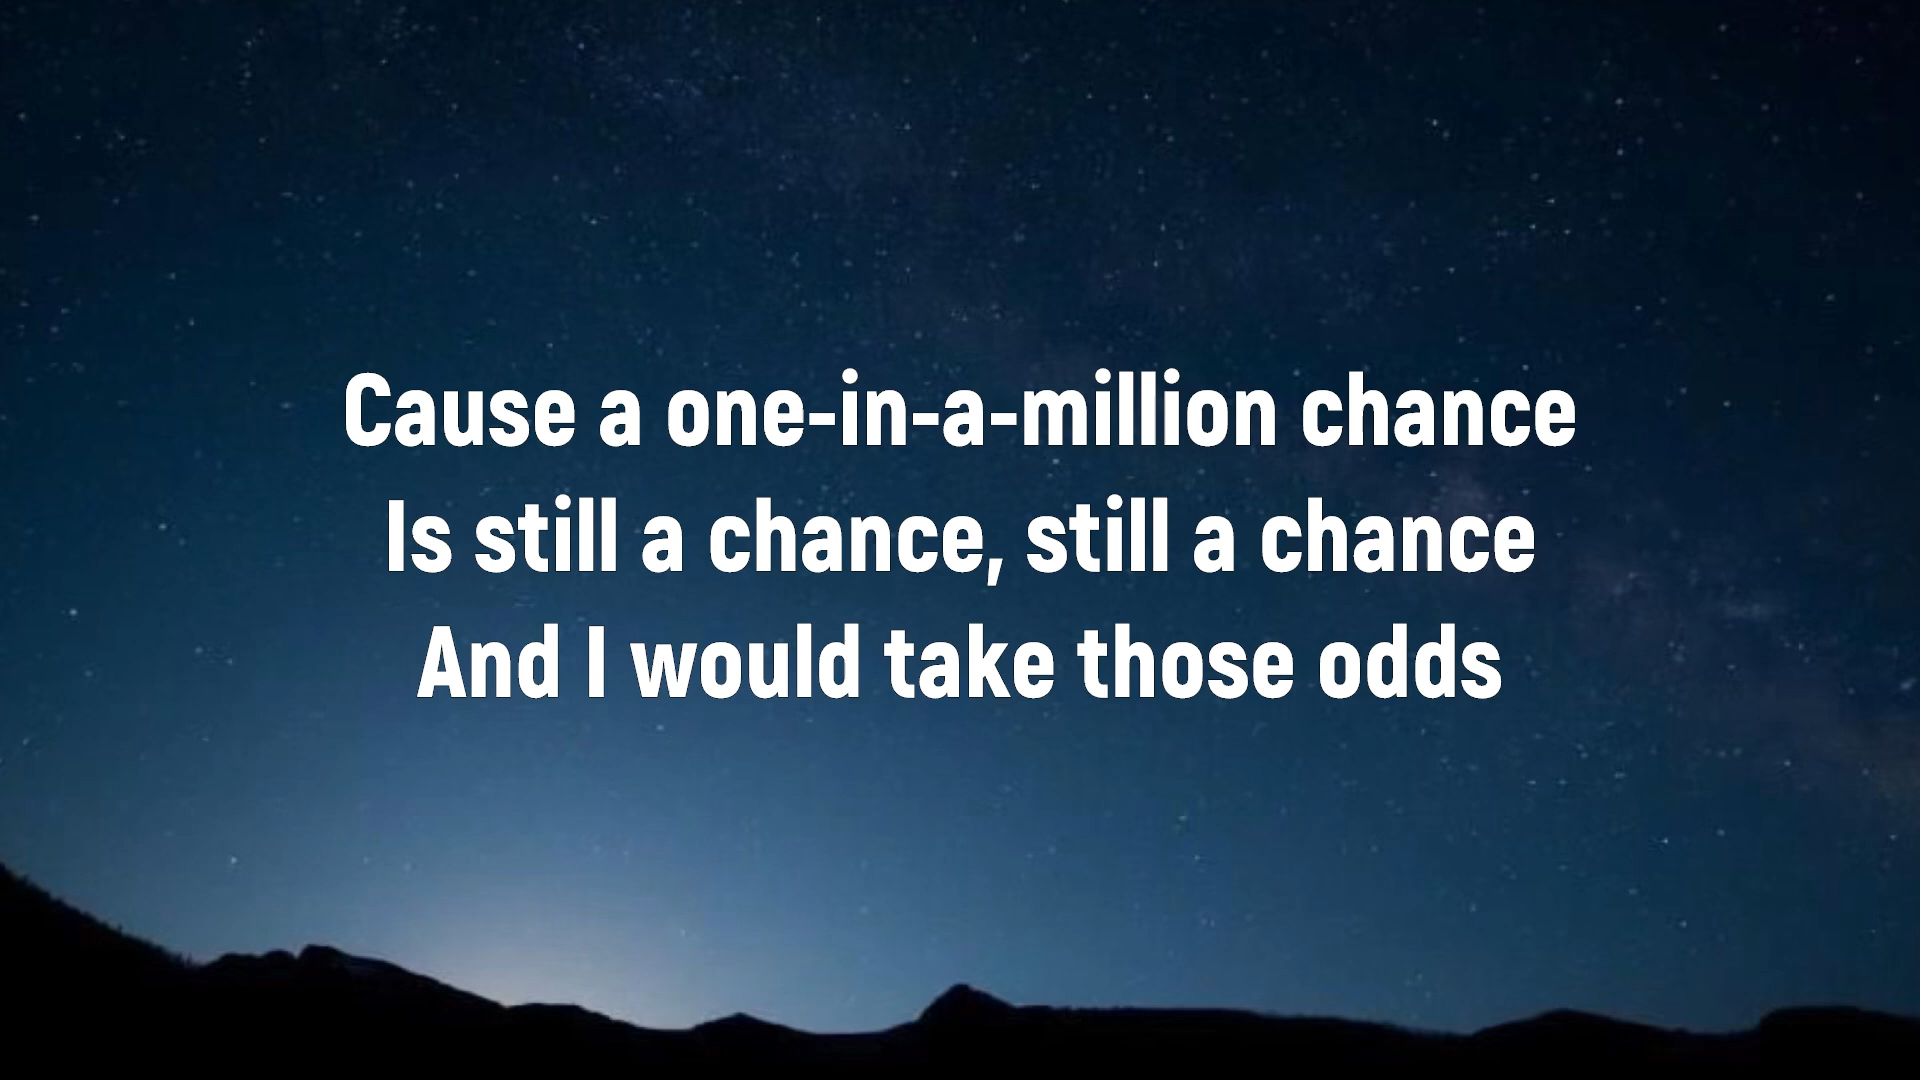 Cause a one-in-a-million chance
Is still a chance, still a chance
And I would take those odds